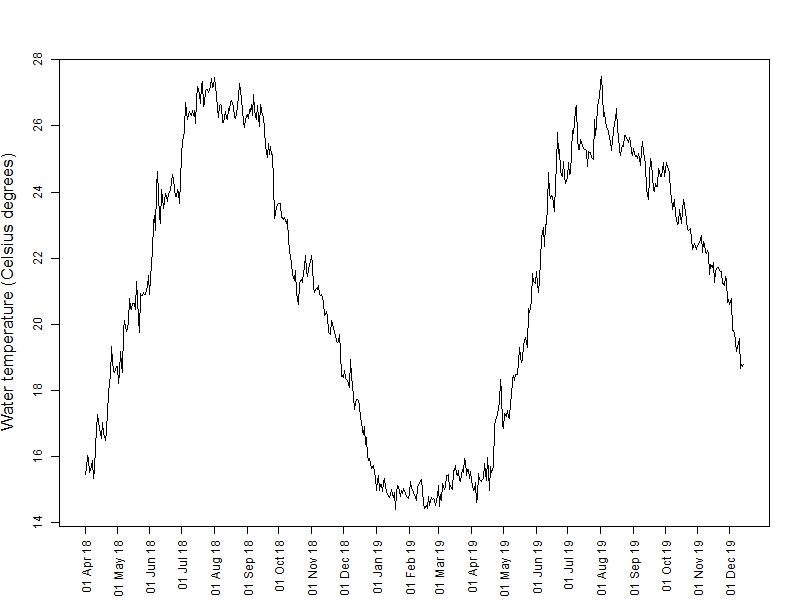 Water temperature (Celsius degrees)
28
26
24
22
20
18
16
14
01 Apr 18
01 May 18
01 Jun 18
01 Jul 18
01 Aug 18
01 Sep 18
01 Oct 18
01 Nov 18
01 Dec 18
01 Jan 19
01 Feb 19
01 Mar 19
01 Apr 19
01 May 19
01 Jun 19
01 Jul 19
01 Aug 19
01 Sep 19
01 Oct 19
01 Nov 19
01 Dec 19